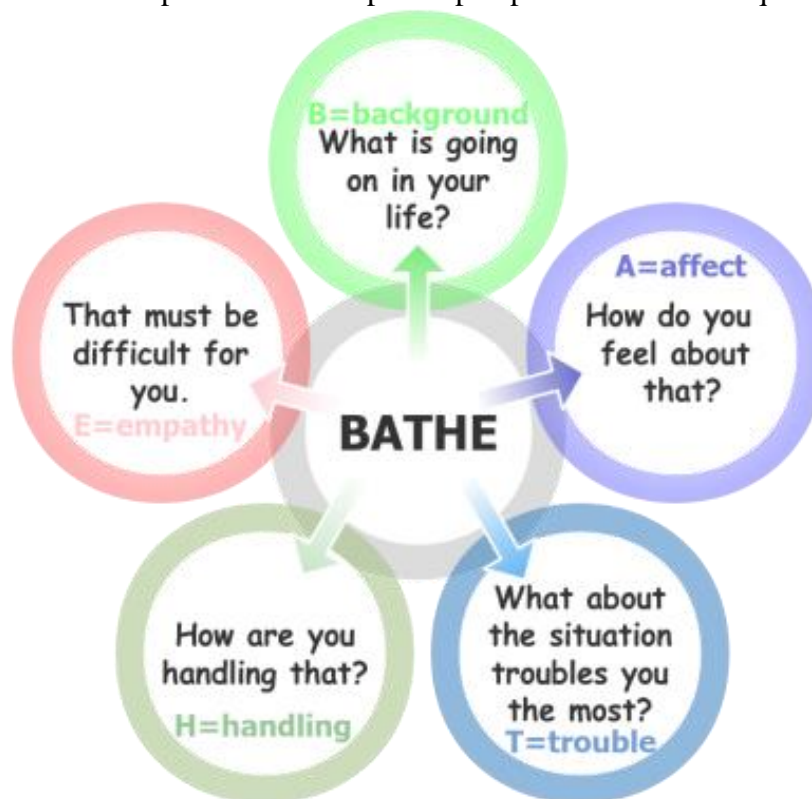 B=background
What is going
on in your
life?
A=affect
How do you
feel about
that?
What about
the situation
troubles you
the most?
T=trouble
How are you
handling that?
H=handling
That must be
difficult for
you.
E=empathy
BATHE